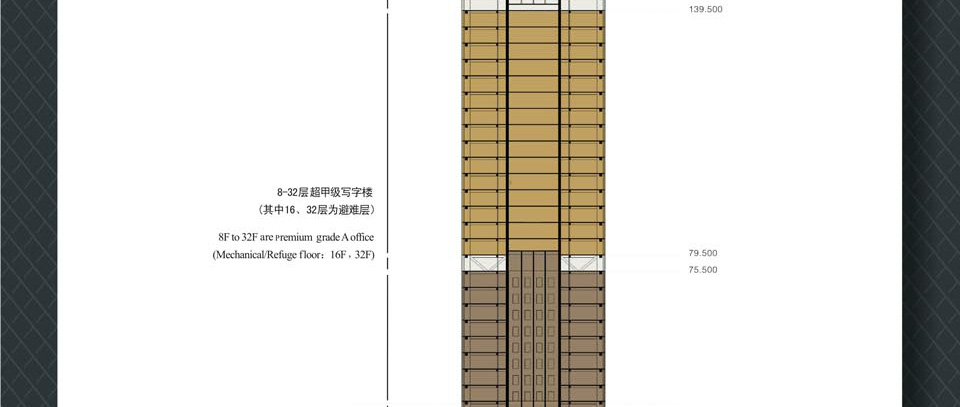 139.500
8-32层超甲级写字楼
（其中16、32层为避难层）
8F to 32F are premium grade A office
(Mechanical/Refuge floor: 16F, 32F)
79.500
75.500